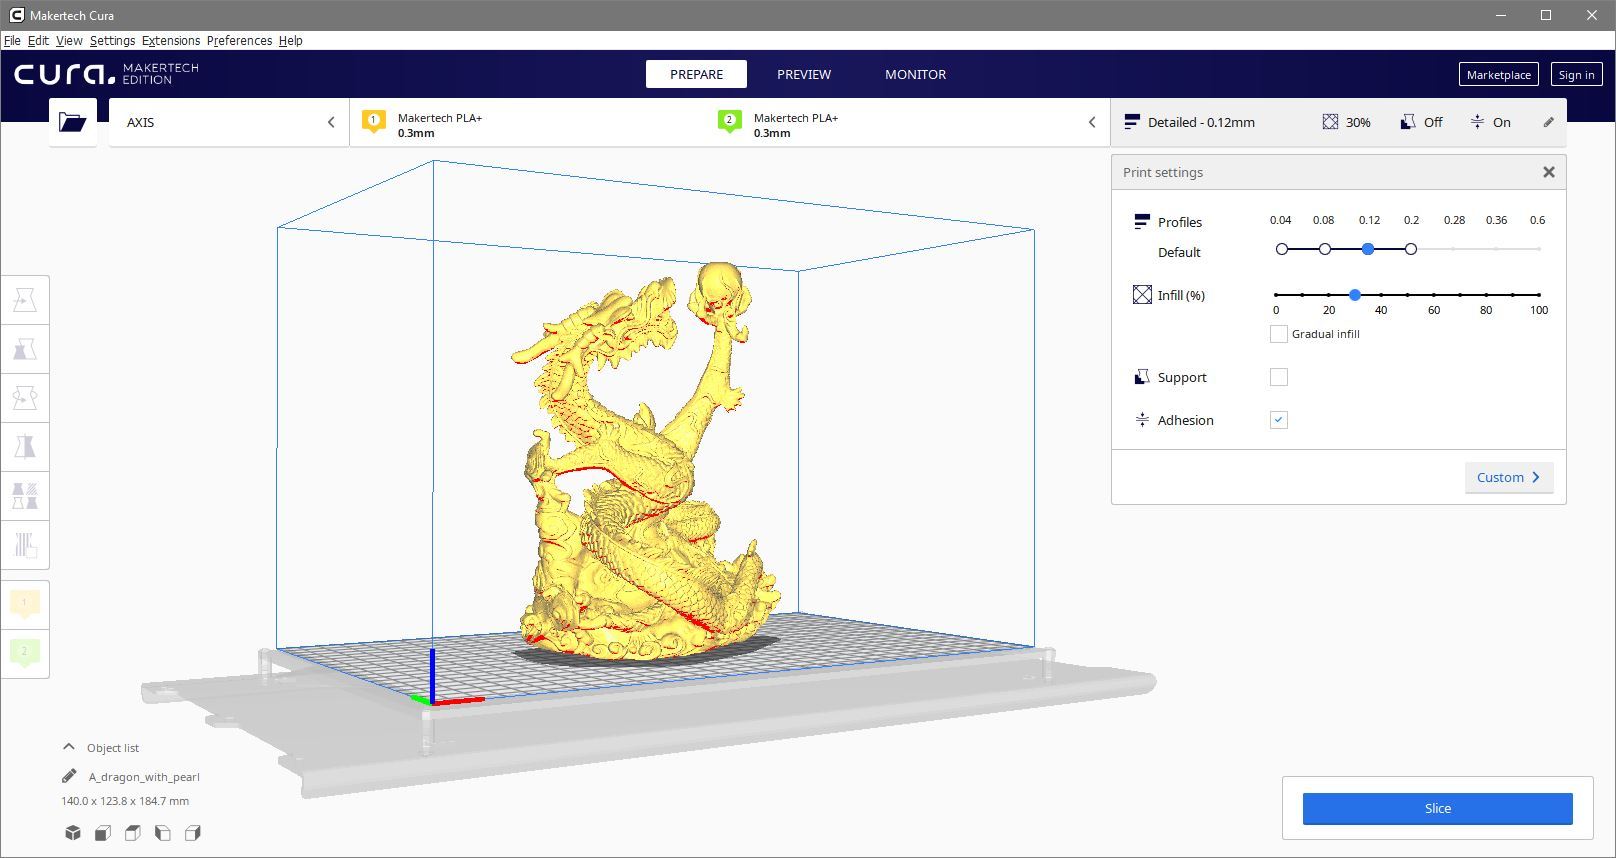 Makertech Cura
File Edit View Settings Extensions Preferences Help
cura. MAKERTECH EDITION
PREPARE PREVIEW MONITOR
Marketplace Sign in
AXIS
1 Makertech PLA+
0.3mm
2 Makertech PLA+
0.3mm
Detailed - 0.12mm 30% Off On
Print settings
Profiles 0.04 0.08 0.12 0.2 0.28 0.36 0.6
Default
Infill (%)
0 20 40 60 80 100
Gradual infill
Support
Adhesion
Custom
1
2
Object list
A_dragon_with_pearl
140.0 x 123.8 x 184.7 mm
Slice